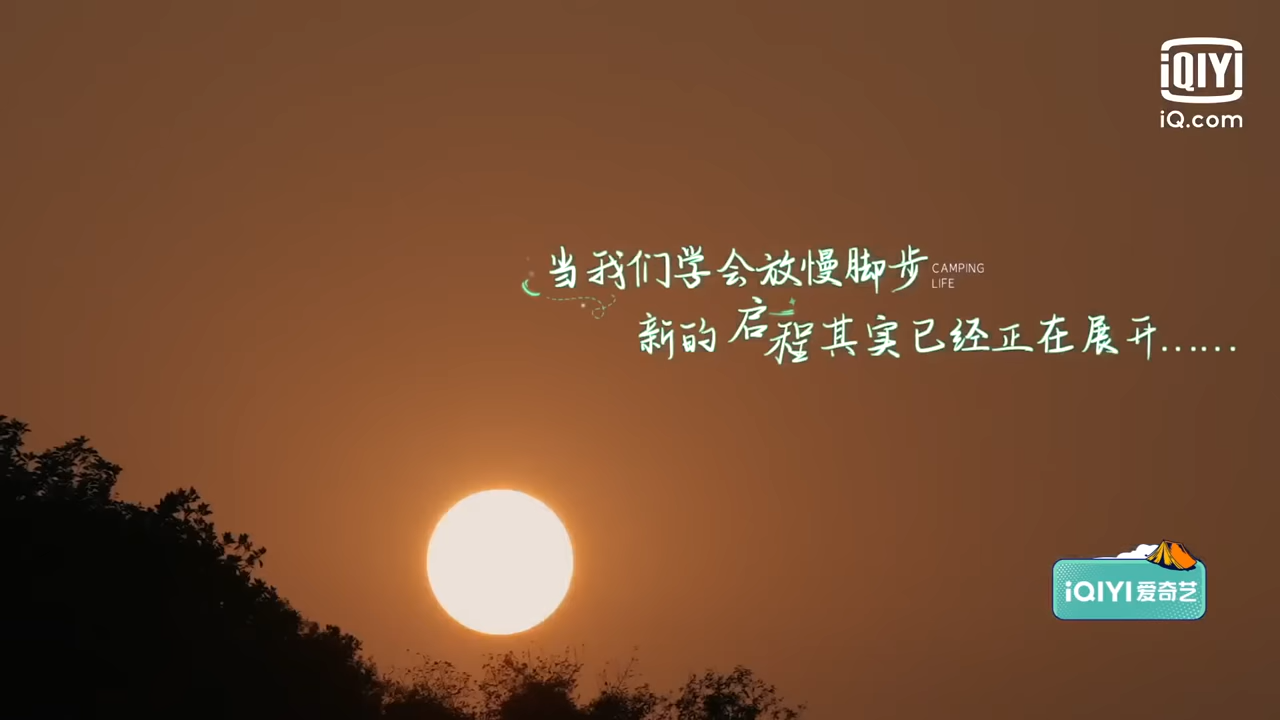 iQIYI
iQ.com
当我们学会放慢脚步
CAMPING
LIFE
新的启程其实已经正在展开......
iQIYI爱奇艺